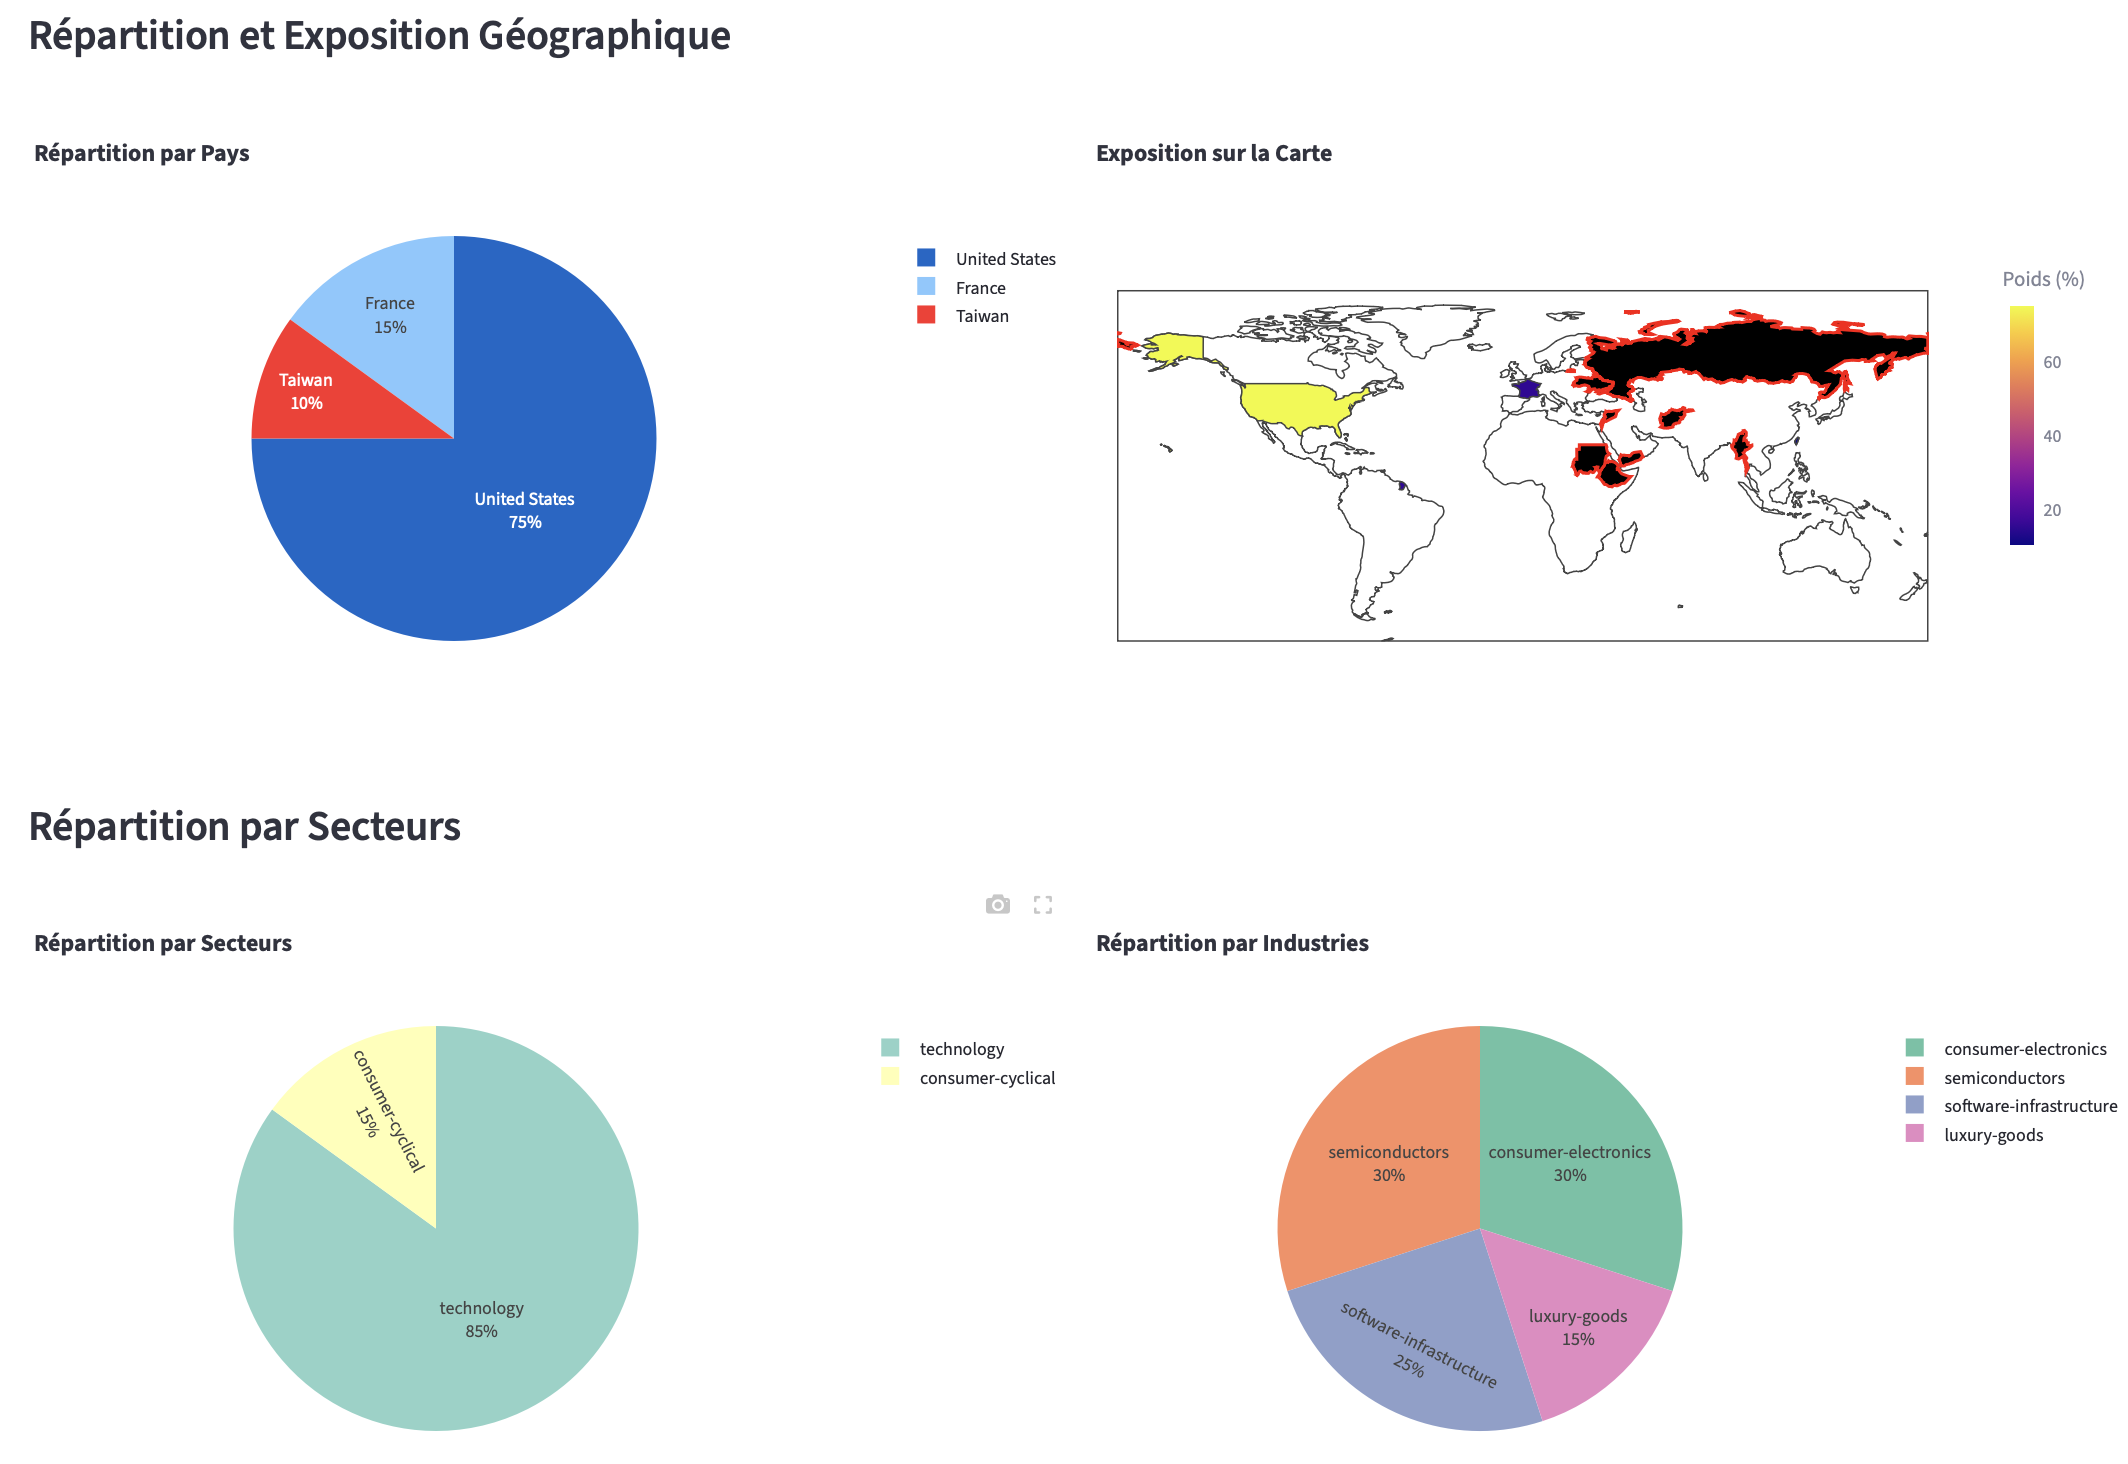 Répartition et Exposition Géographique
Répartition par Pays
United States
75%
Taiwan
10%
France
15%
United States
France
Taiwan
Exposition sur la Carte
Poids (%)
60
40
20
Répartition par Secteurs
Répartition par Secteurs
consumer-cyclical
15%
technology
85%
technology
consumer-cyclical
Répartition par Industries
semiconductors
30%
consumer-electronics
30%
software-infrastructure
25%
luxury-goods
15%
consumer-electronics
semiconductors
software-infrastructure
luxury-goods